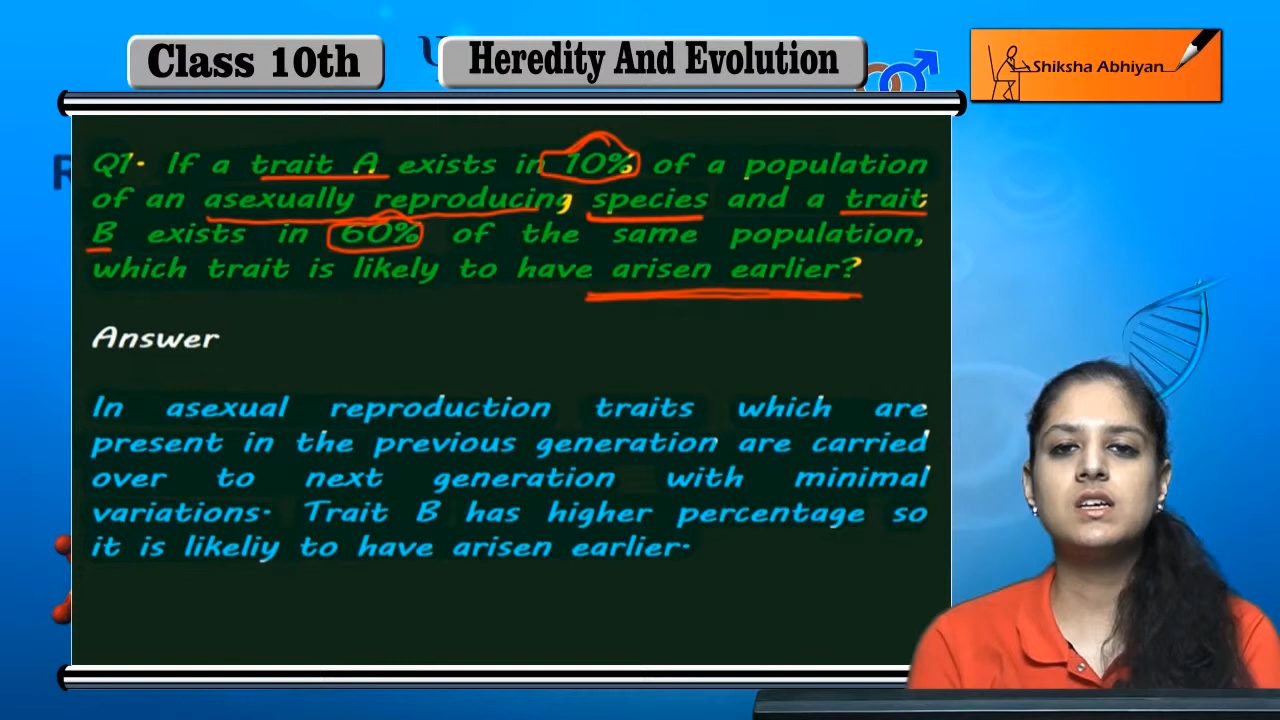 Class 10th
Heredity And Evolution
Shiksha Abhiyan
Q1. If a trait A exists in 10% of a population
of an asexually reproducing species and a trait
B exists in 60% of the same population,
which trait is likely to have arisen earlier?
Answer
In asexual reproduction traits which are
present in the previous generation are carried
over to next generation with minimal
variations. Trait B has higher percentage so
it is likeliy to have arisen earlier.